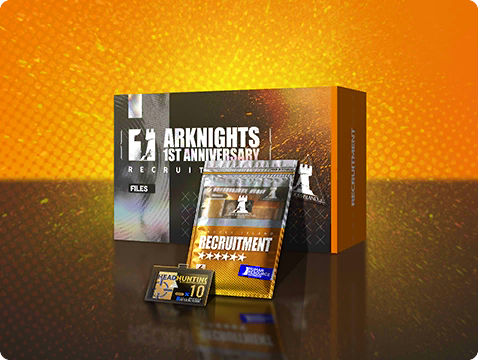 ARKNIGHTS
1ST ANNIVERSARY
RECRUIT
FILES
RECRUITMENT
RECRUITMENT
★★★★★★
HUMAN
RESOURCE
HEADHUNTING
10